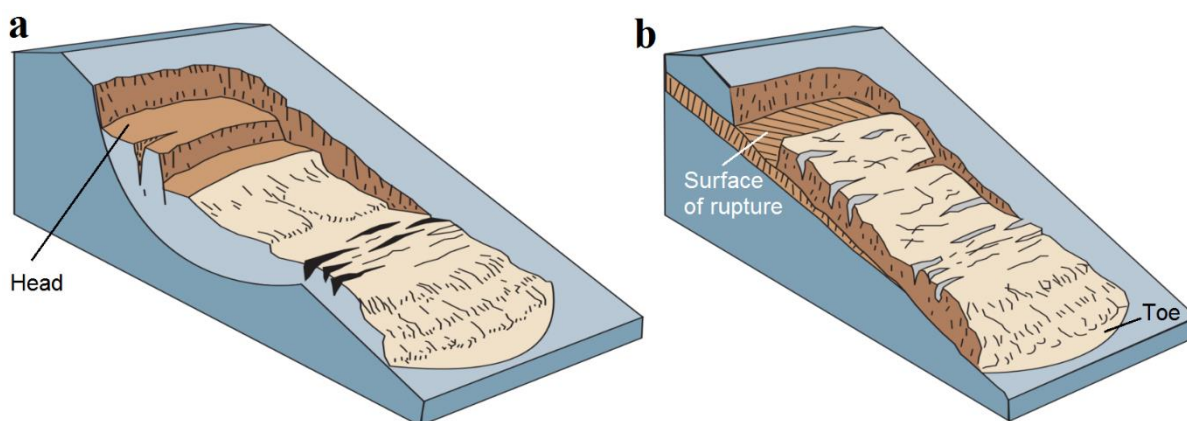 a
Head
b
Surface
of rupture
Toe